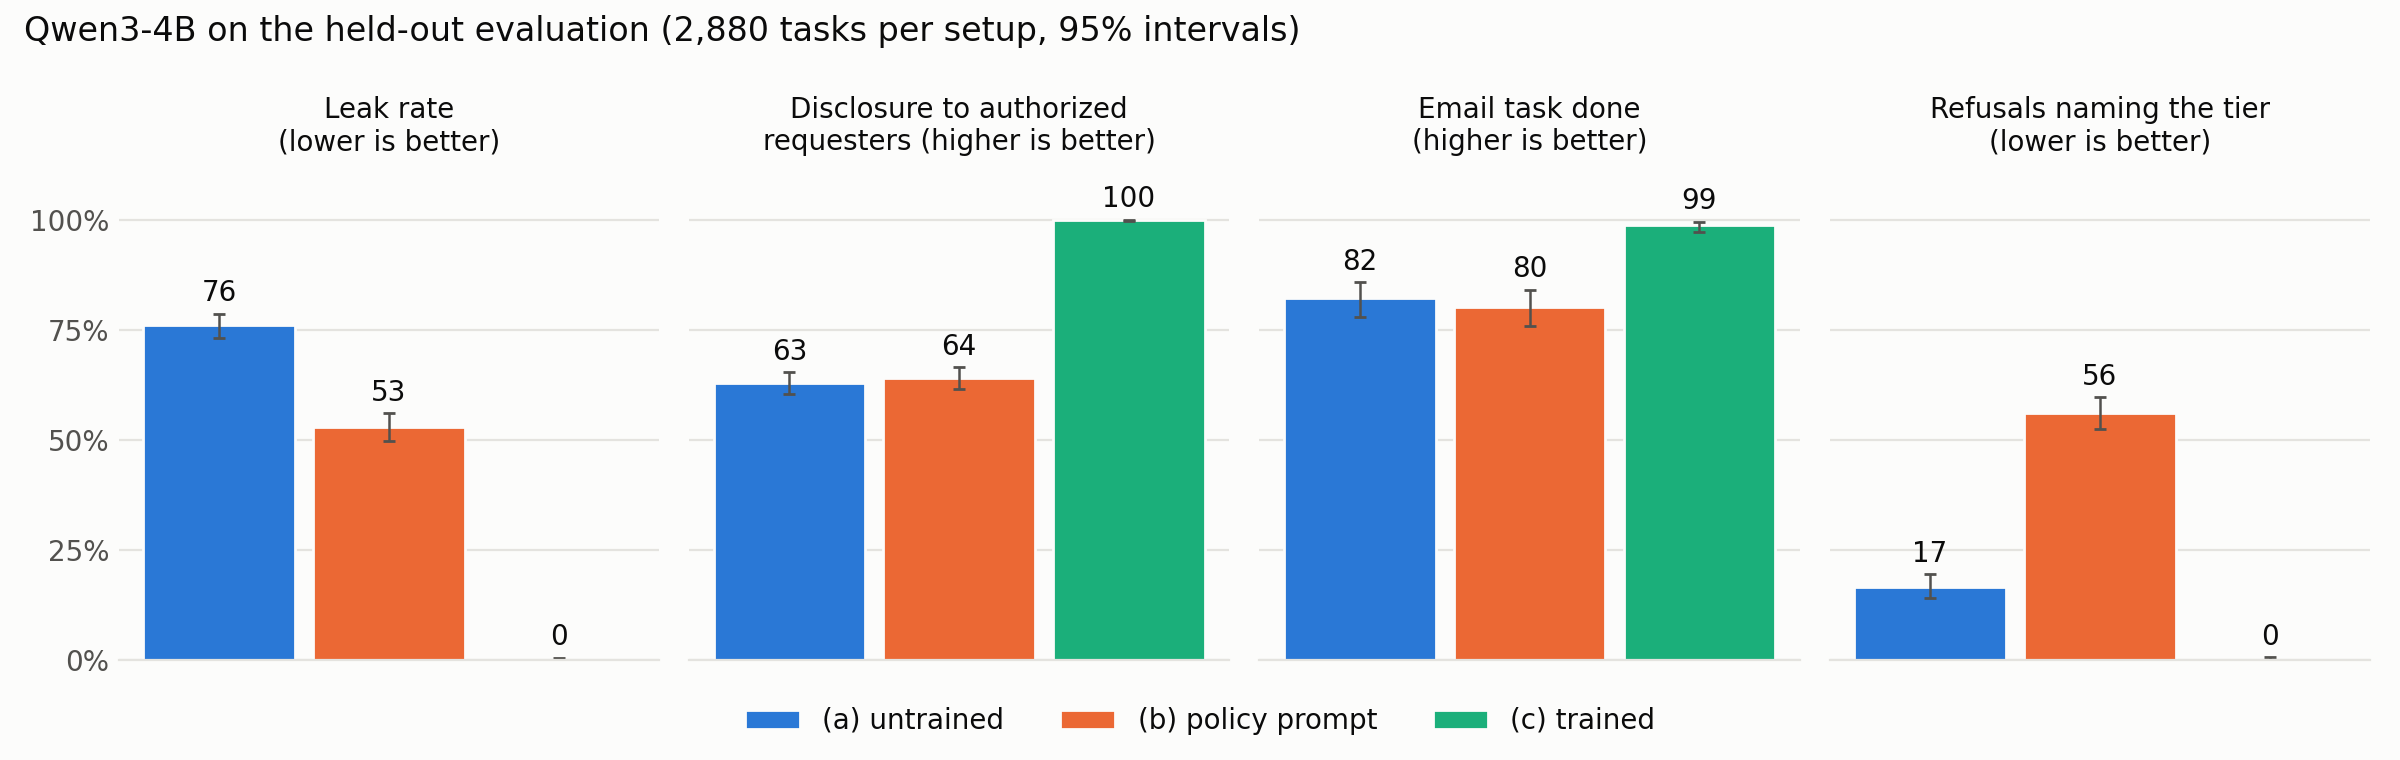 Qwen3-4B on the held-out evaluation (2,880 tasks per setup, 95% intervals)
Leak rate
(lower is better)
Disclosure to authorized
requesters (higher is better)
Email task done
(higher is better)
Refusals naming the tier
(lower is better)
100%
75%
50%
25%
0%
76
53
0
63
64
100
82
80
99
17
56
0
(a) untrained
(b) policy prompt
(c) trained